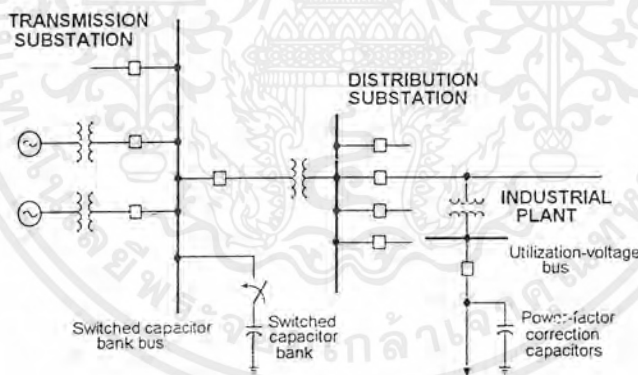 TRANSMISSION
SUBSTATION
DISTRIBUTION
SUBSTATION
INDUSTRIAL
PLANT
Utilization-voltage
bus
Switched capacitor
bank bus
Switched
capacitor
bank
Power-factor
correction
capacitors